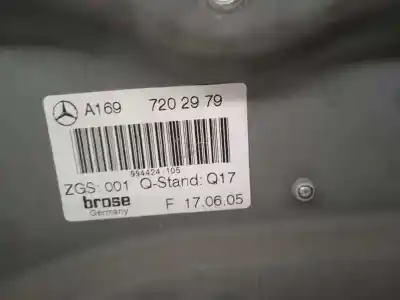 A169 720 29 79
994424 105
ZGS: 001 Q-Stand: Q17
brose F 17.06.05
Germany